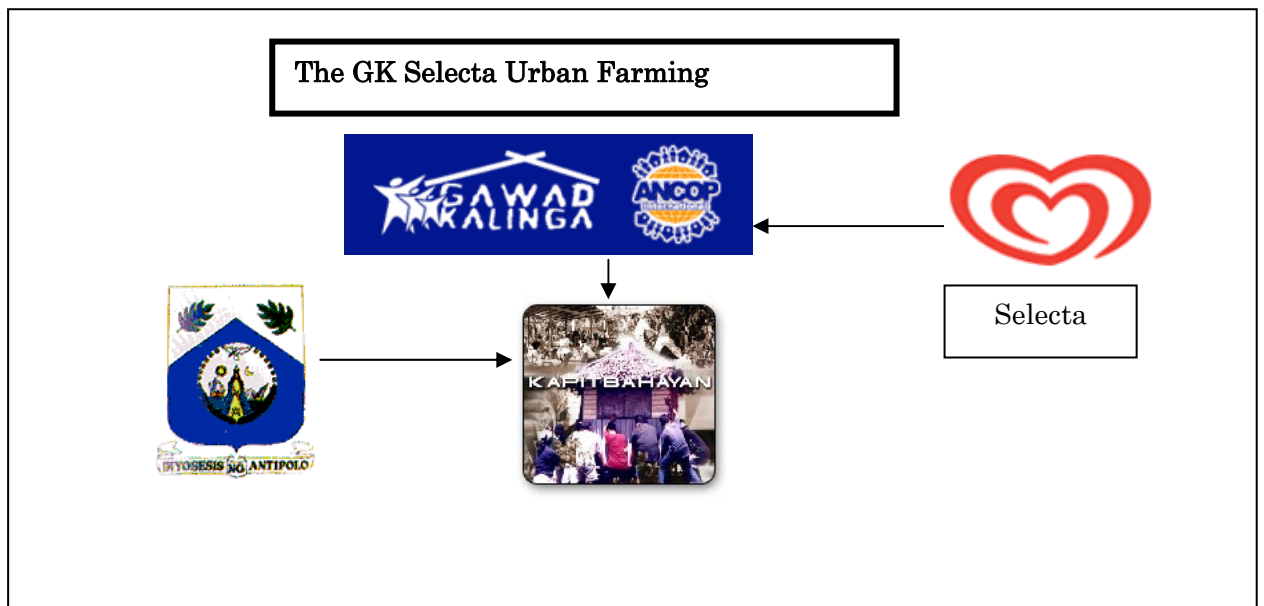 The GK Selecta Urban Farming
GAWAD
KALINGA
ANCOP
Selecta
KAPITBAHAYAN
DIYOSESIS NG ANTIPOLO